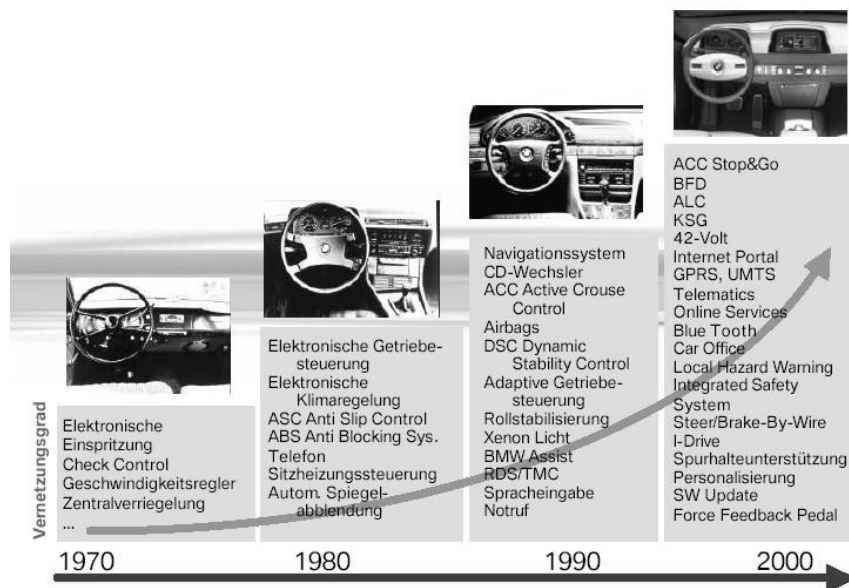 Vernetzungsgrad
Elektronische
Einspritzung
Check Control
Geschwindigkeitsregler
Zentralverriegelung
...
Elektronische Getriebe-
steuerung
Elektronische
Klimaregelung
ASC Anti Slip Control
ABS Anti Blocking Sys.
Telefon
Sitzheizungssteuerung
Autom. Spiegel-
abblendung
Navigationssystem
CD-Wechsler
ACC Active Crouse
Control
Airbags
DSC Dynamic
Stability Control
Adaptive Getriebe-
steuerung
Rollstabilisierung
Xenon Licht
BMW Assist
RDS/TMC
Spracheingabe
Notruf
ACC Stop&Go
BFD
ALC
KSG
42-Volt
Internet Portal
GPRS, UMTS
Telematics
Online Services
Blue Tooth
Car Office
Local Hazard Warning
Integrated Safety
System
Steer/Brake-By-Wire
I-Drive
Spurhalteunterstützung
Personalisierung
SW Update
Force Feedback Pedal
1970
1980
1990
2000